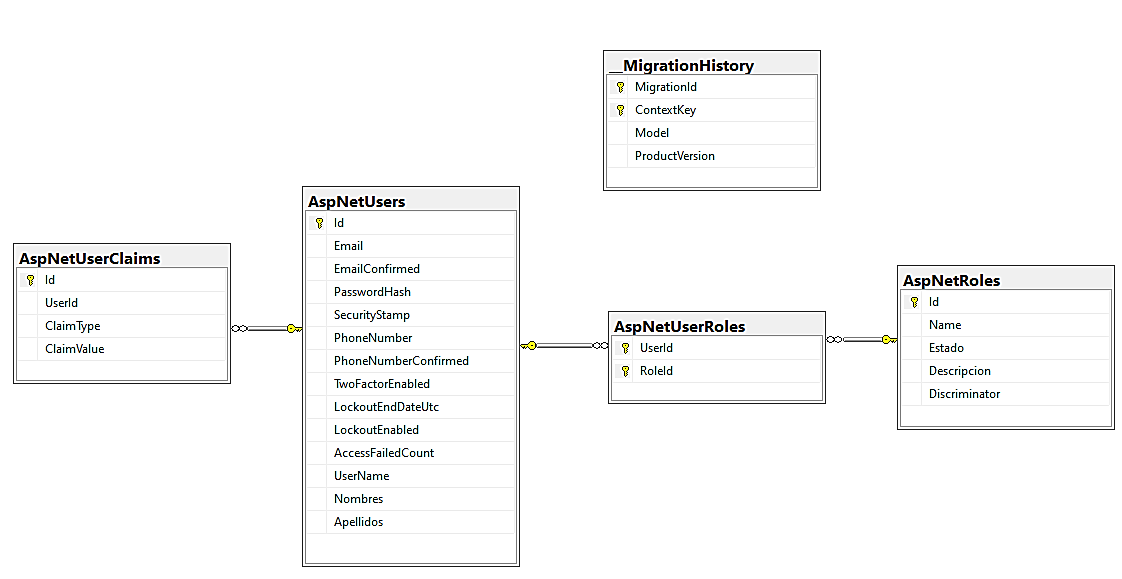 __MigrationHistory
MigrationId
ContextKey
Model
ProductVersion
AspNetUsers
Id
Email
EmailConfirmed
PasswordHash
SecurityStamp
PhoneNumber
PhoneNumberConfirmed
TwoFactorEnabled
LockoutEndDateUtc
LockoutEnabled
AccessFailedCount
UserName
Nombres
Apellidos
AspNetUserClaims
Id
UserId
ClaimType
ClaimValue
AspNetUserRoles
UserId
RoleId
AspNetRoles
Id
Name
Estado
Descripcion
Discriminator